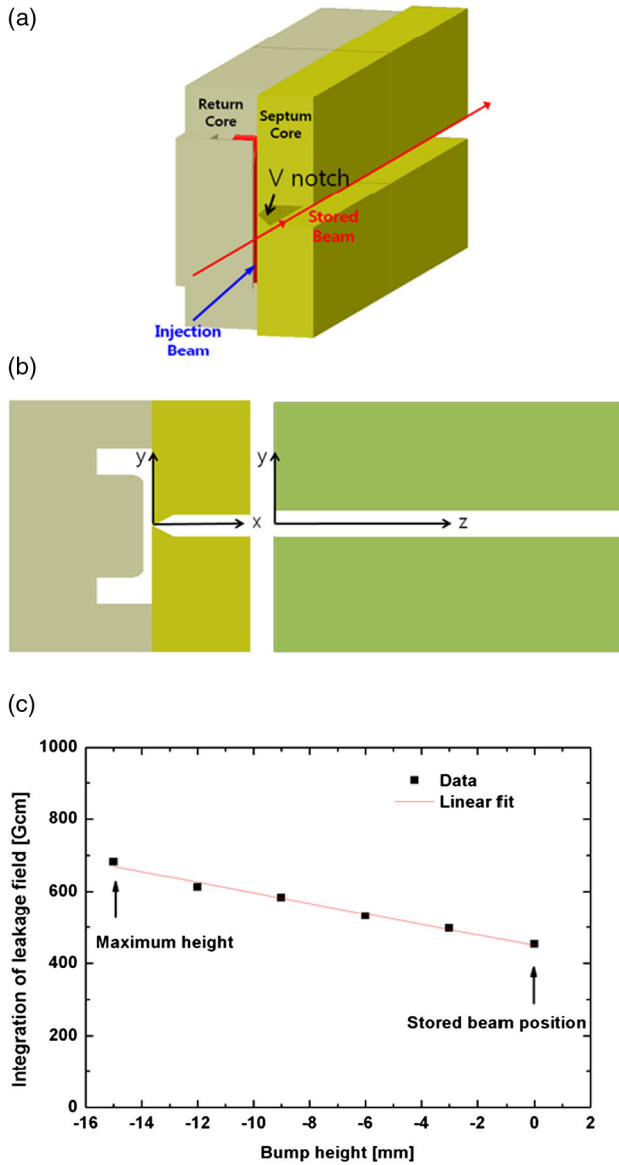 (a)
Return
Core
Septum
Core
V notch
Stored
Beam
Injection
Beam
(b)
y
x
y
z
(c)
Integration of leakage field [Gcm]
1000
800
600
400
200
0
Data
Linear fit
Maximum height
Stored beam position
-16 -14 -12 -10 -8 -6 -4 -2 0 2
Bump height [mm]